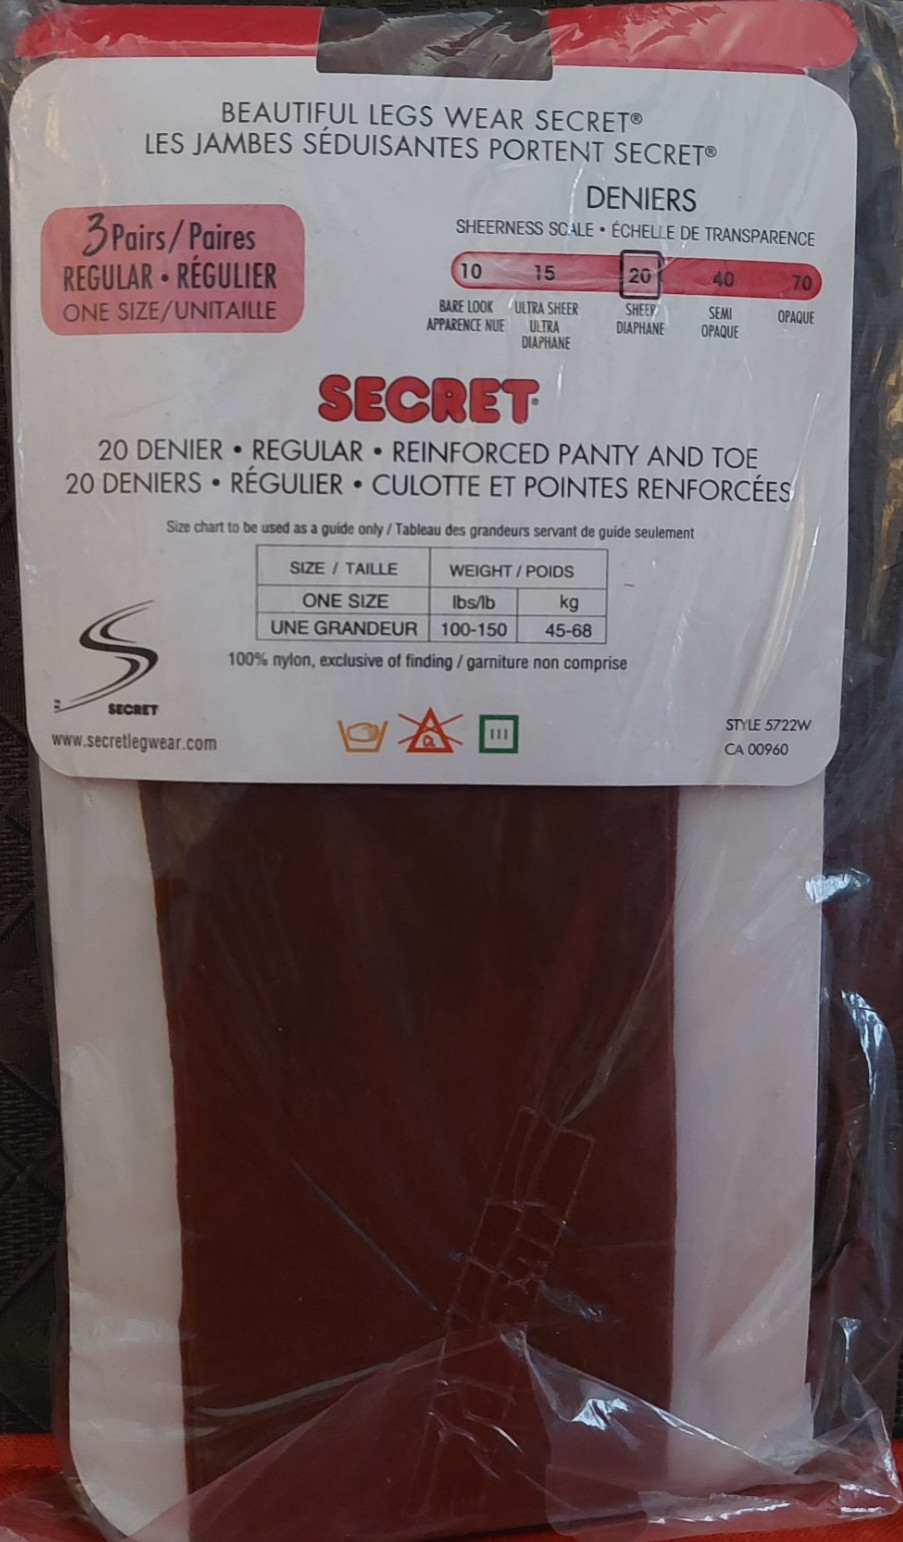 BEAUTIFUL LEGS WEAR SECRET®
LES JAMBES SÉDUISANTES PORTENT SECRET®
3 Pairs/Paires
REGULAR • RÉGULIER
ONE SIZE/UNITAILLE
DENIERS
SHEERNESS SCALE • ÉCHELLE DE TRANSPARENCE
10 15 20 40 70
BARE LOOK ULTRA SHEER SHEER SEMI OPAQUE
APPARENCE NUE ULTRA DIAPHANE OPAQUE
DIAPHANE
SECRET®
20 DENIER • REGULAR • REINFORCED PANTY AND TOE
20 DENIERS • RÉGULIER • CULOTTE ET POINTES RENFORCÉES
Size chart to be used as a guide only / Tableau des grandeurs servant de guide seulement
SIZE / TAILLE WEIGHT / POIDS
ONE SIZE lbs/lb kg
UNE GRANDEUR 100-150 45-68
100% nylon, exclusive of finding / garniture non comprise
SECRET
www.secretlegwear.com
CL
STYLE 5722W
CA 00960